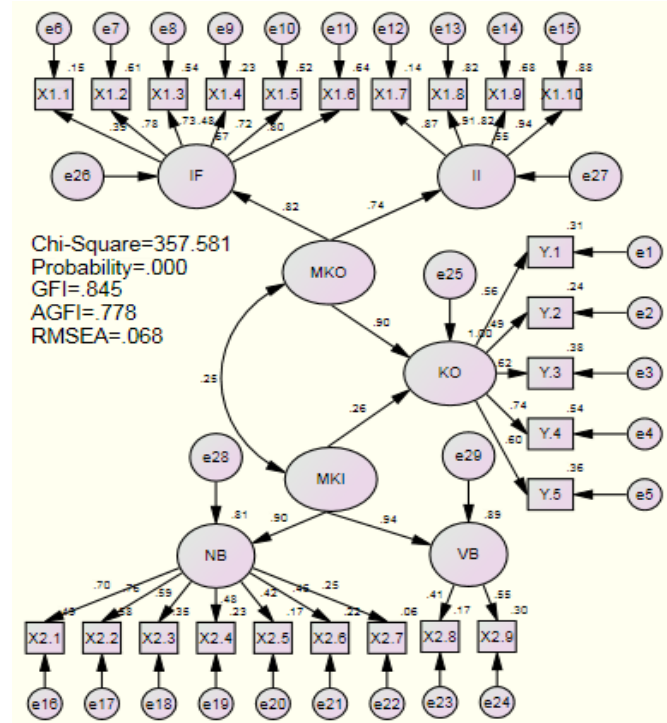 e6 e7 e8 e9 e10 e11 e12 e13 e14 e15
.15 .61 .54 .23 .52 .64 .14 .82 .68 .88
X1.1 X1.2 X1.3 X1.4 X1.5 X1.6 X1.7 X1.8 X1.9 X1.10
.39 .78 .73 .48 .72 .80 .87 .91 .82 .94
.67 .55
e26 IF II e27
.82 .74
Chi-Square=357.581
Probability=.000
GFI=.845
AGFI=.778
RMSEA=.068
MKO
e25
.31
Y.1 e1
.56
.24
Y.2 e2
.90 1.00 .49
.38
KO .62 Y.3 e3
.25
.26 .74 .54
Y.4 e4
.60
.36
Y.5 e5
e28 MKI e29
.81 .90 .94 .89
NB VB
.70 .76 .59 .48 .42 .46 .25 .41 .55
.58 .35 .23 .17 .22 .06 .17 .30
X2.1 X2.2 X2.3 X2.4 X2.5 X2.6 X2.7 X2.8 X2.9
e16 e17 e18 e19 e20 e21 e22 e23 e24